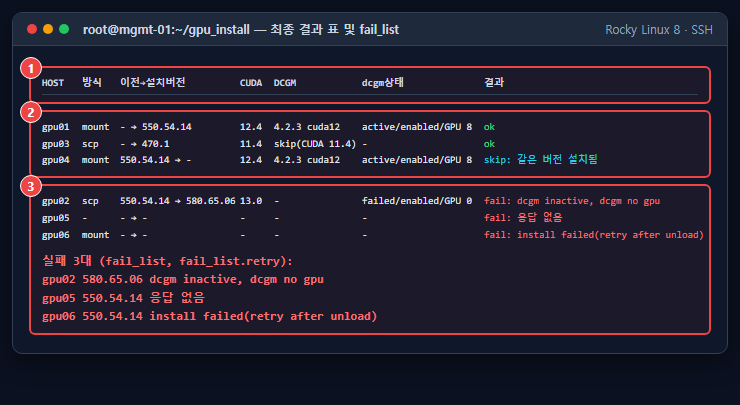 root@mgmt-01:~/gpu_install — 최종 결과 표 및 fail_list
Rocky Linux 8 · SSH
1
HOST 방식 이전→설치버전 CUDA DCGM dcgm상태 결과
2
gpu01 mount - → 550.54.14 12.4 4.2.3 cuda12 active/enabled/GPU 8 ok
gpu03 scp - → 470.1 11.4 skip(CUDA 11.4) - ok
gpu04 mount 550.54.14 → - 12.4 4.2.3 cuda12 active/enabled/GPU 8 skip: 같은 버전 설치됨
3
gpu02 scp 550.54.14 → 580.65.06 13.0 - failed/enabled/GPU 0 fail: dcgm inactive, dcgm no gpu
gpu05 - - → - - - - fail: 응답 없음
gpu06 mount - → - - - - fail: install failed(retry after unload)
실패 3대 (fail_list, fail_list.retry):
gpu02 580.65.06 dcgm inactive, dcgm no gpu
gpu05 550.54.14 응답 없음
gpu06 550.54.14 install failed(retry after unload)